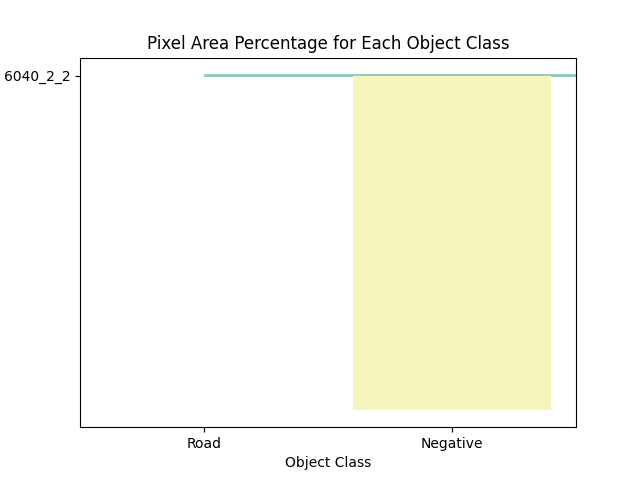 Pixel Area Percentage for Each Object Class
6040_2_2
Road
Negative
Object Class